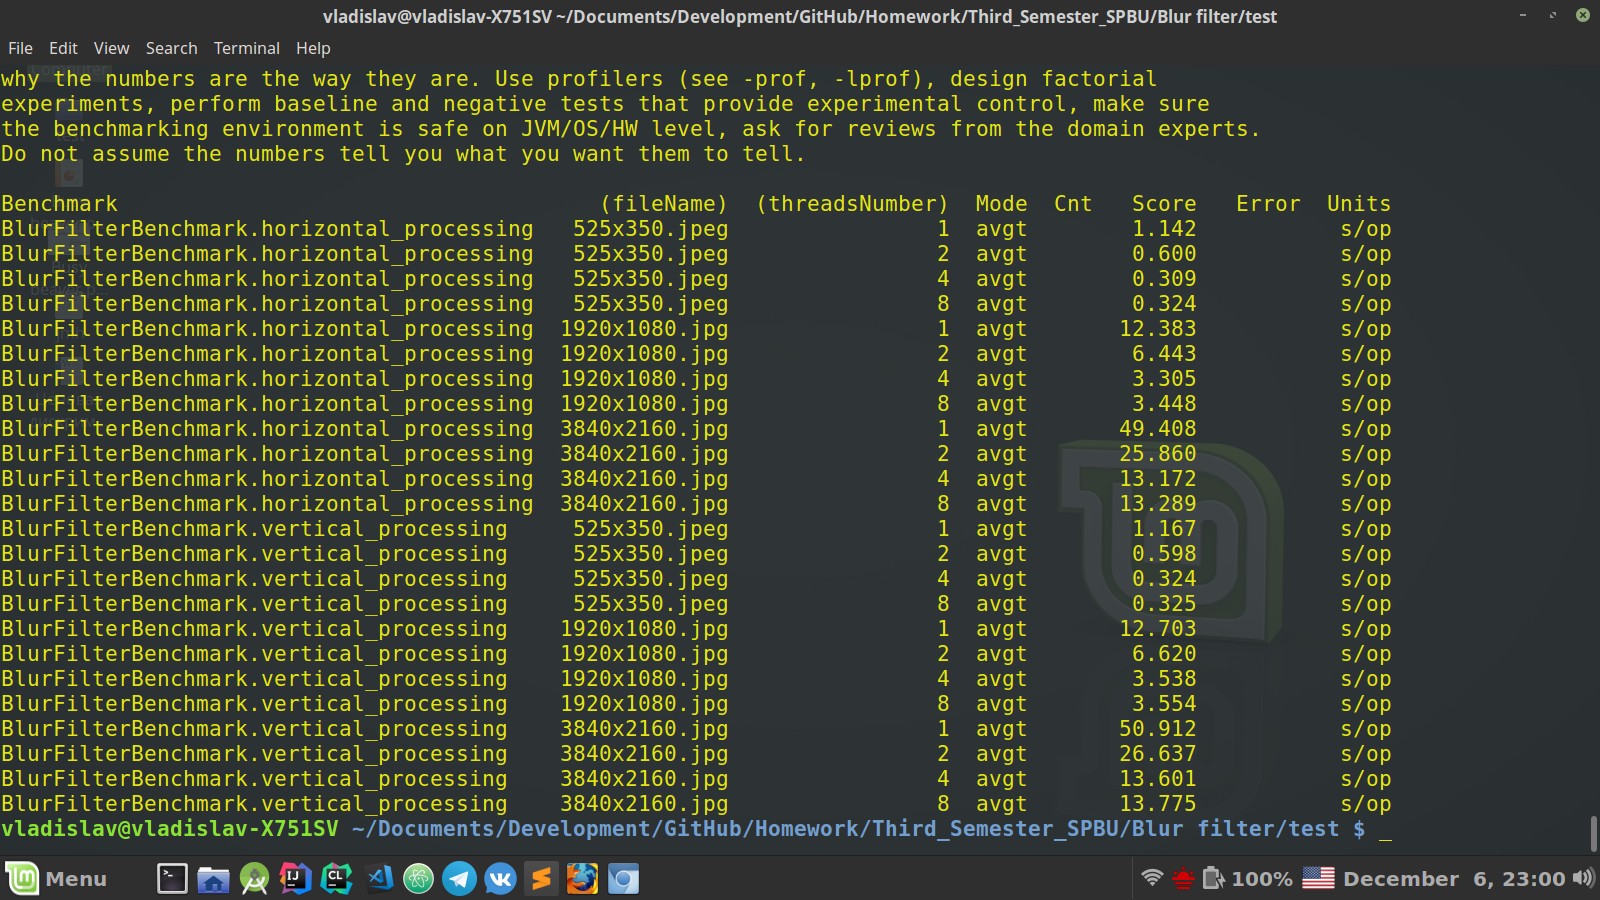 vladislav@vladislav-X751SV ~/Documents/Development/GitHub/Homework/Third_Semester_SPBU/Blur filter/test
File Edit View Search Terminal Help
why the numbers are the way they are. Use profilers (see -prof, -lprof), design factorial
experiments, perform baseline and negative tests that provide experimental control, make sure
the benchmarking environment is safe on JVM/OS/HW level, ask for reviews from the domain experts.
Do not assume the numbers tell you what you want them to tell.
Benchmark (fileName) (threadsNumber) Mode Cnt Score Error Units
BlurFilterBenchmark.horizontal_processing 525x350.jpeg 1 avgt 1.142 s/op
BlurFilterBenchmark.horizontal_processing 525x350.jpeg 2 avgt 0.600 s/op
BlurFilterBenchmark.horizontal_processing 525x350.jpeg 4 avgt 0.309 s/op
BlurFilterBenchmark.horizontal_processing 525x350.jpeg 8 avgt 0.324 s/op
BlurFilterBenchmark.horizontal_processing 1920x1080.jpg 1 avgt 12.383 s/op
BlurFilterBenchmark.horizontal_processing 1920x1080.jpg 2 avgt 6.443 s/op
BlurFilterBenchmark.horizontal_processing 1920x1080.jpg 4 avgt 3.305 s/op
BlurFilterBenchmark.horizontal_processing 1920x1080.jpg 8 avgt 3.448 s/op
BlurFilterBenchmark.horizontal_processing 3840x2160.jpg 1 avgt 49.408 s/op
BlurFilterBenchmark.horizontal_processing 3840x2160.jpg 2 avgt 25.860 s/op
BlurFilterBenchmark.horizontal_processing 3840x2160.jpg 4 avgt 13.172 s/op
BlurFilterBenchmark.horizontal_processing 3840x2160.jpg 8 avgt 13.289 s/op
BlurFilterBenchmark.vertical_processing 525x350.jpeg 1 avgt 1.167 s/op
BlurFilterBenchmark.vertical_processing 525x350.jpeg 2 avgt 0.598 s/op
BlurFilterBenchmark.vertical_processing 525x350.jpeg 4 avgt 0.324 s/op
BlurFilterBenchmark.vertical_processing 525x350.jpeg 8 avgt 0.325 s/op
BlurFilterBenchmark.vertical_processing 1920x1080.jpg 1 avgt 12.703 s/op
BlurFilterBenchmark.vertical_processing 1920x1080.jpg 2 avgt 6.620 s/op
BlurFilterBenchmark.vertical_processing 1920x1080.jpg 4 avgt 3.538 s/op
BlurFilterBenchmark.vertical_processing 1920x1080.jpg 8 avgt 3.554 s/op
BlurFilterBenchmark.vertical_processing 3840x2160.jpg 1 avgt 50.912 s/op
BlurFilterBenchmark.vertical_processing 3840x2160.jpg 2 avgt 26.637 s/op
BlurFilterBenchmark.vertical_processing 3840x2160.jpg 4 avgt 13.601 s/op
BlurFilterBenchmark.vertical_processing 3840x2160.jpg 8 avgt 13.775 s/op
vladislav@vladislav-X751SV ~/Documents/Development/GitHub/Homework/Third_Semester_SPBU/Blur filter/test $ _
Menu 100% December 6, 23:00